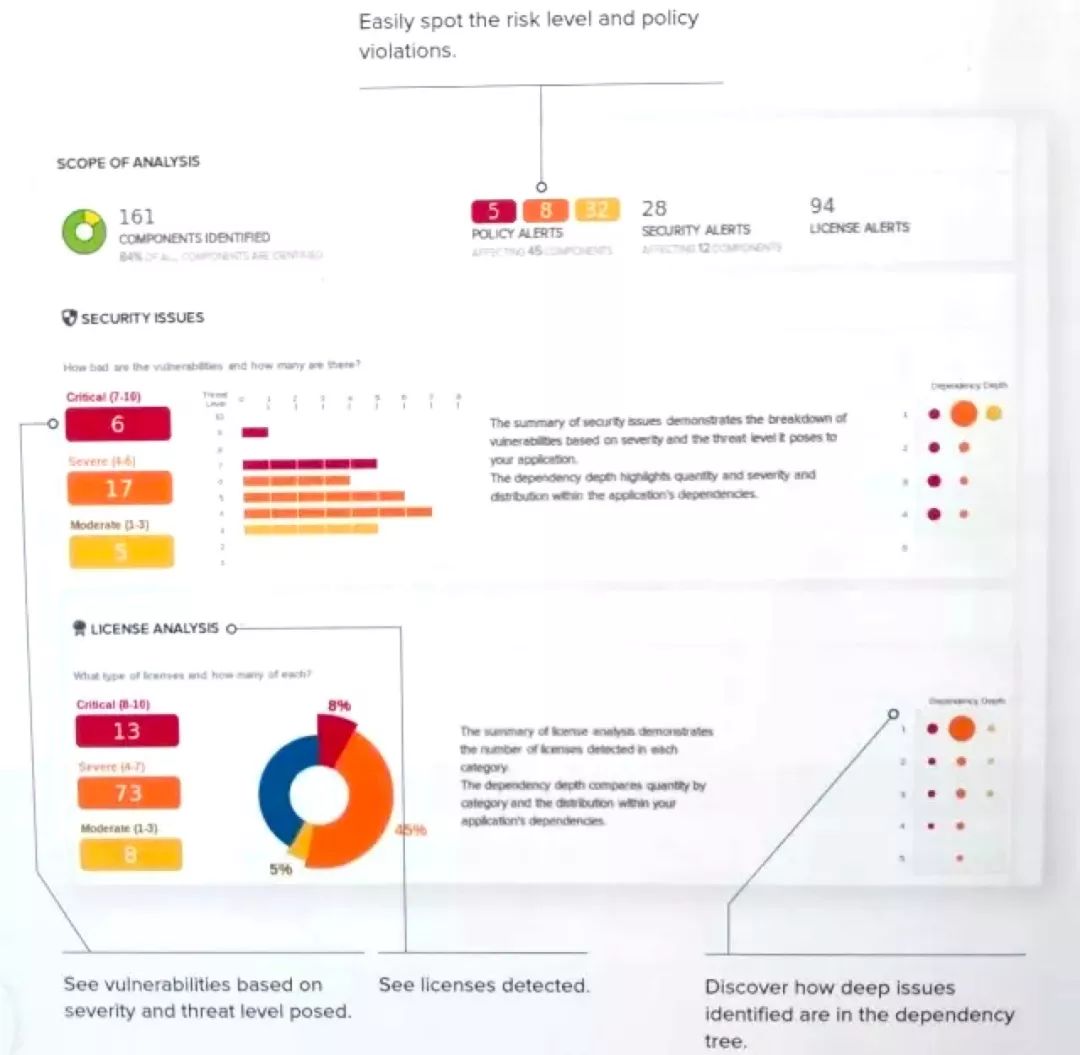 Easily spot the risk level and policy
violations.
SCOPE OF ANALYSIS
161
COMPONENTS IDENTIFIED
84% OF ALL COMPONENTS ARE IDENTIFIED
5 8 32
POLICY ALERTS
AFFECTING 45 COMPONENTS
28
SECURITY ALERTS
AFFECTING 12 COMPONENTS
94
LICENSE ALERTS
SECURITY ISSUES
How bad are the vulnerabilities and how many are there?
Critical (7-10)
6
Severe (4-6)
17
Moderate (1-3)
5
Threat
Level
0 1 2 3 4 5 6 7 8
The summary of security issues demonstrates the breakdown of
vulnerabilities based on severity and the threat level it poses to
your application.
The dependency depth highlights quantity and severity and
distribution within the application's dependencies.
Dependency Depth
1
2
3
4
5
LICENSE ANALYSIS
What type of licenses and how many of each?
Critical (8-10)
13
Severe (4-7)
73
Moderate (1-3)
8
8%
45%
5%
The summary of license analysis demonstrates
the number of licenses detected in each
category.
The dependency depth compares quantity by
category and the distribution within your
application's dependencies.
Dependency Depth
1
2
3
4
5
See vulnerabilities based on
severity and threat level posed.
See licenses detected.
Discover how deep issues
identified are in the dependency
tree.